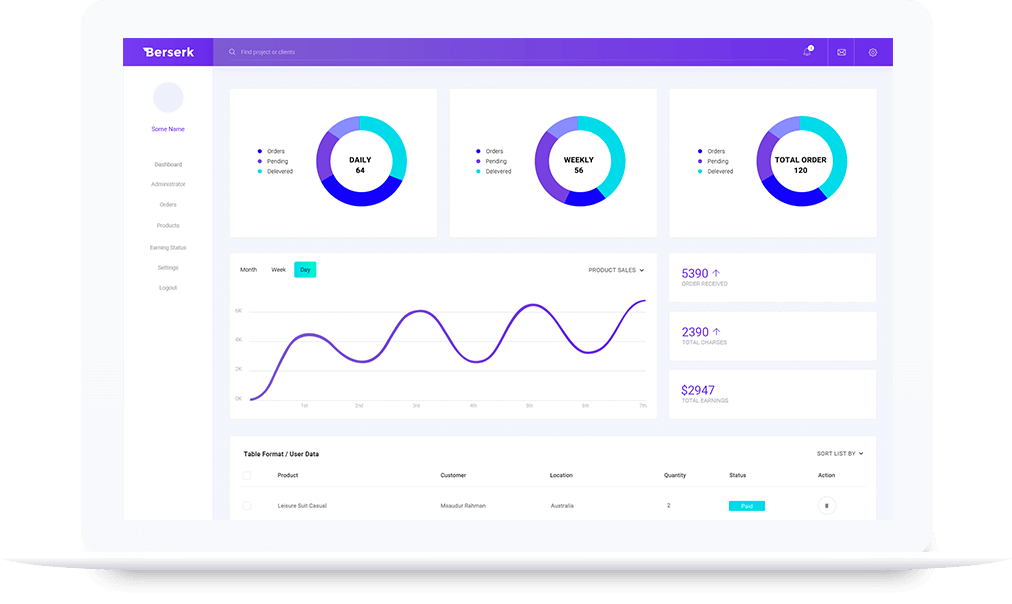 Berserk
Find project or clients
3
Some Name
Dashboard
Administrator
Orders
Products
Earning Status
Settings
Logout
Orders
Pending
Delevered
DAILY
64
Orders
Pending
Delevered
WEEKLY
56
Orders
Pending
Delevered
TOTAL ORDER
120
Month Week Day
PRODUCT SALES
6K
4K
2K
0K
1st 2nd 3rd 4th 5th 6th 7th
5390
ORDER RECEIVED
2390
TOTAL CHARGES
$2947
TOTAL EARNINGS
Table Format / User Data
SORT LIST BY
Product Customer Location Quantity Status Action
Leisure Suit Casual Msaudur Rahman Australia 2 Paid